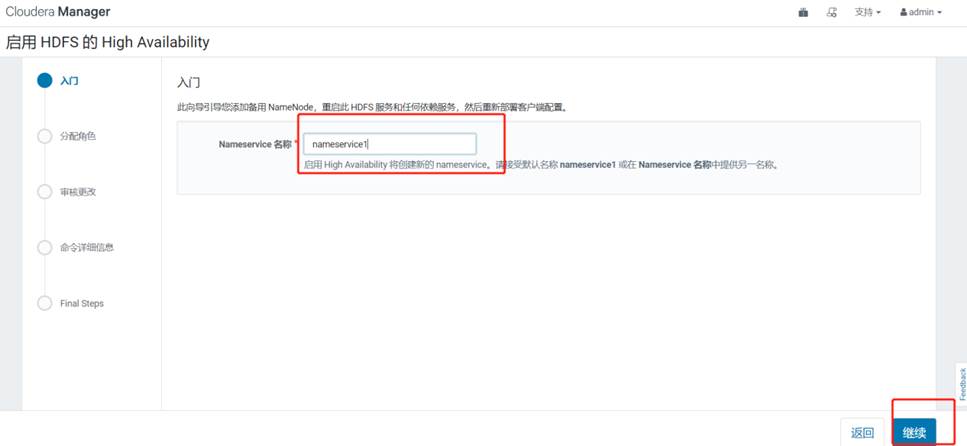 Cloudera Manager
支持
admin
启用 HDFS 的 High Availability
入门
分配角色
审核更改
命令详细信息
Final Steps
入门
此向导引导您添加备用 NameNode，重启此 HDFS 服务和任何依赖服务，然后重新部署客户端配置。
Nameservice 名称 * nameservice1
启用 High Availability 将创建新的 nameservice。请接受默认名称 nameservice1 或在 Nameservice 名称中提供另一名称。
Feedback
返回 继续